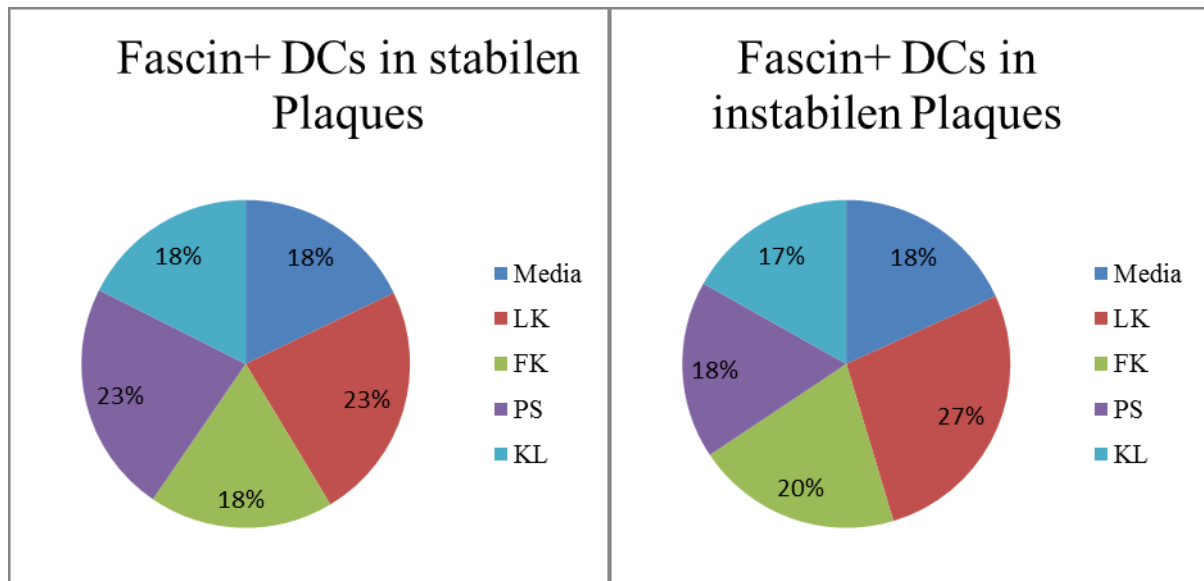 Fascin+ DCs in stabilen
Plaques
18%
18%
23%
23%
18%
Media
LK
FK
PS
KL
Fascin+ DCs in
instabilen Plaques
17%
18%
18%
27%
20%
Media
LK
FK
PS
KL